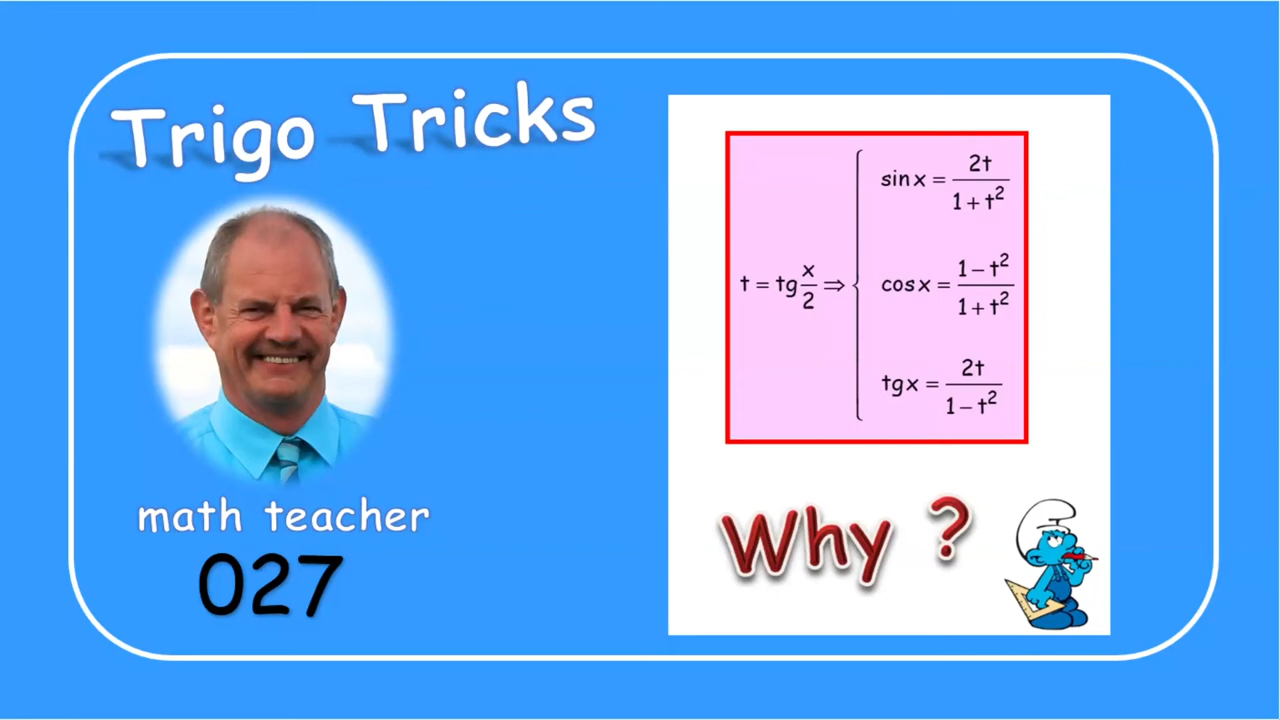 Trigo Tricks
math teacher
027
t = tg x/2 ⇒ {
sin x = 2t / (1 + t²)
cos x = (1 − t²) / (1 + t²)
tg x = 2t / (1 − t²)
Why ?